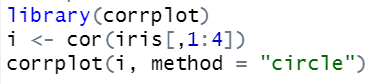 library(corrplot)
i <- cor(iris[,1:4])
corrplot(i, method = "circle")